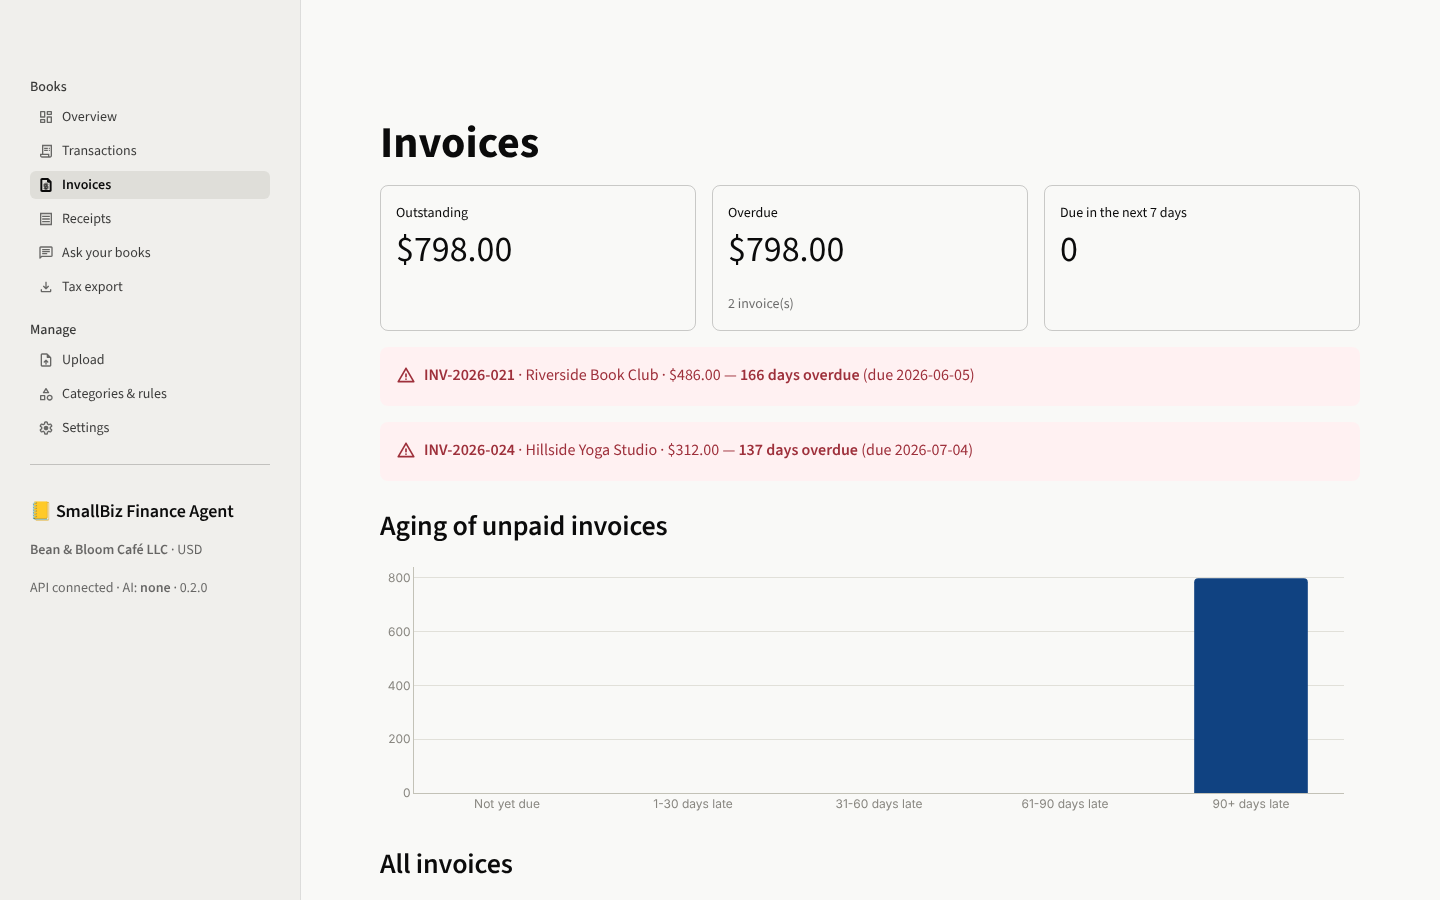 Books
Overview
Transactions
Invoices
Receipts
Ask your books
Tax export
Manage
Upload
Categories & rules
Settings
📒 SmallBiz Finance Agent
Bean & Bloom Café LLC · USD
API connected · AI: none · 0.2.0
Invoices
Outstanding
$798.00
Overdue
$798.00
2 invoice(s)
Due in the next 7 days
0
INV-2026-021 · Riverside Book Club · $486.00 — 166 days overdue (due 2026-06-05)
INV-2026-024 · Hillside Yoga Studio · $312.00 — 137 days overdue (due 2026-07-04)
Aging of unpaid invoices
800
600
400
200
0
Not yet due
1-30 days late
31-60 days late
61-90 days late
90+ days late
All invoices